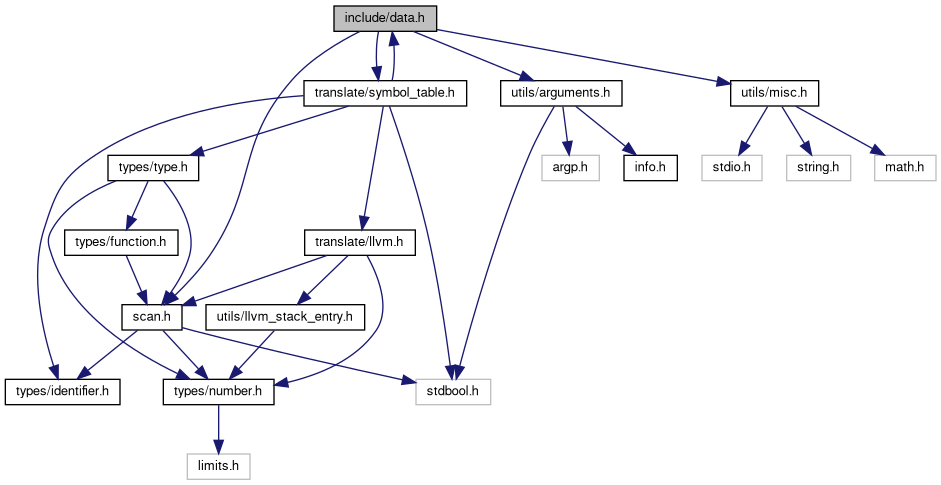 include/data.h
translate/symbol_table.h
utils/arguments.h
utils/misc.h
types/type.h
argp.h
info.h
stdio.h
string.h
math.h
types/function.h
translate/llvm.h
scan.h
utils/llvm_stack_entry.h
types/identifier.h
types/number.h
stdbool.h
limits.h